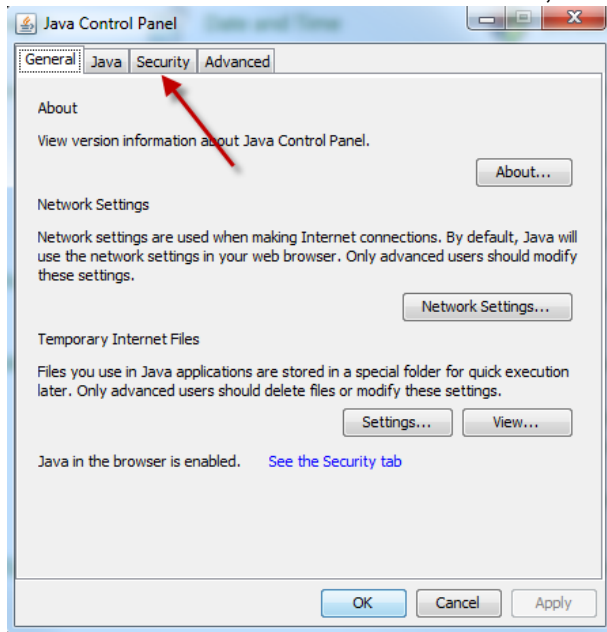 Java Control Panel
General Java Security Advanced
About
View version information about Java Control Panel.
About...
Network Settings
Network settings are used when making Internet connections. By default, Java will
use the network settings in your web browser. Only advanced users should modify
these settings.
Network Settings...
Temporary Internet Files
Files you use in Java applications are stored in a special folder for quick execution
later. Only advanced users should delete files or modify these settings.
Settings... View...
Java in the browser is enabled. See the Security tab
OK Cancel Apply